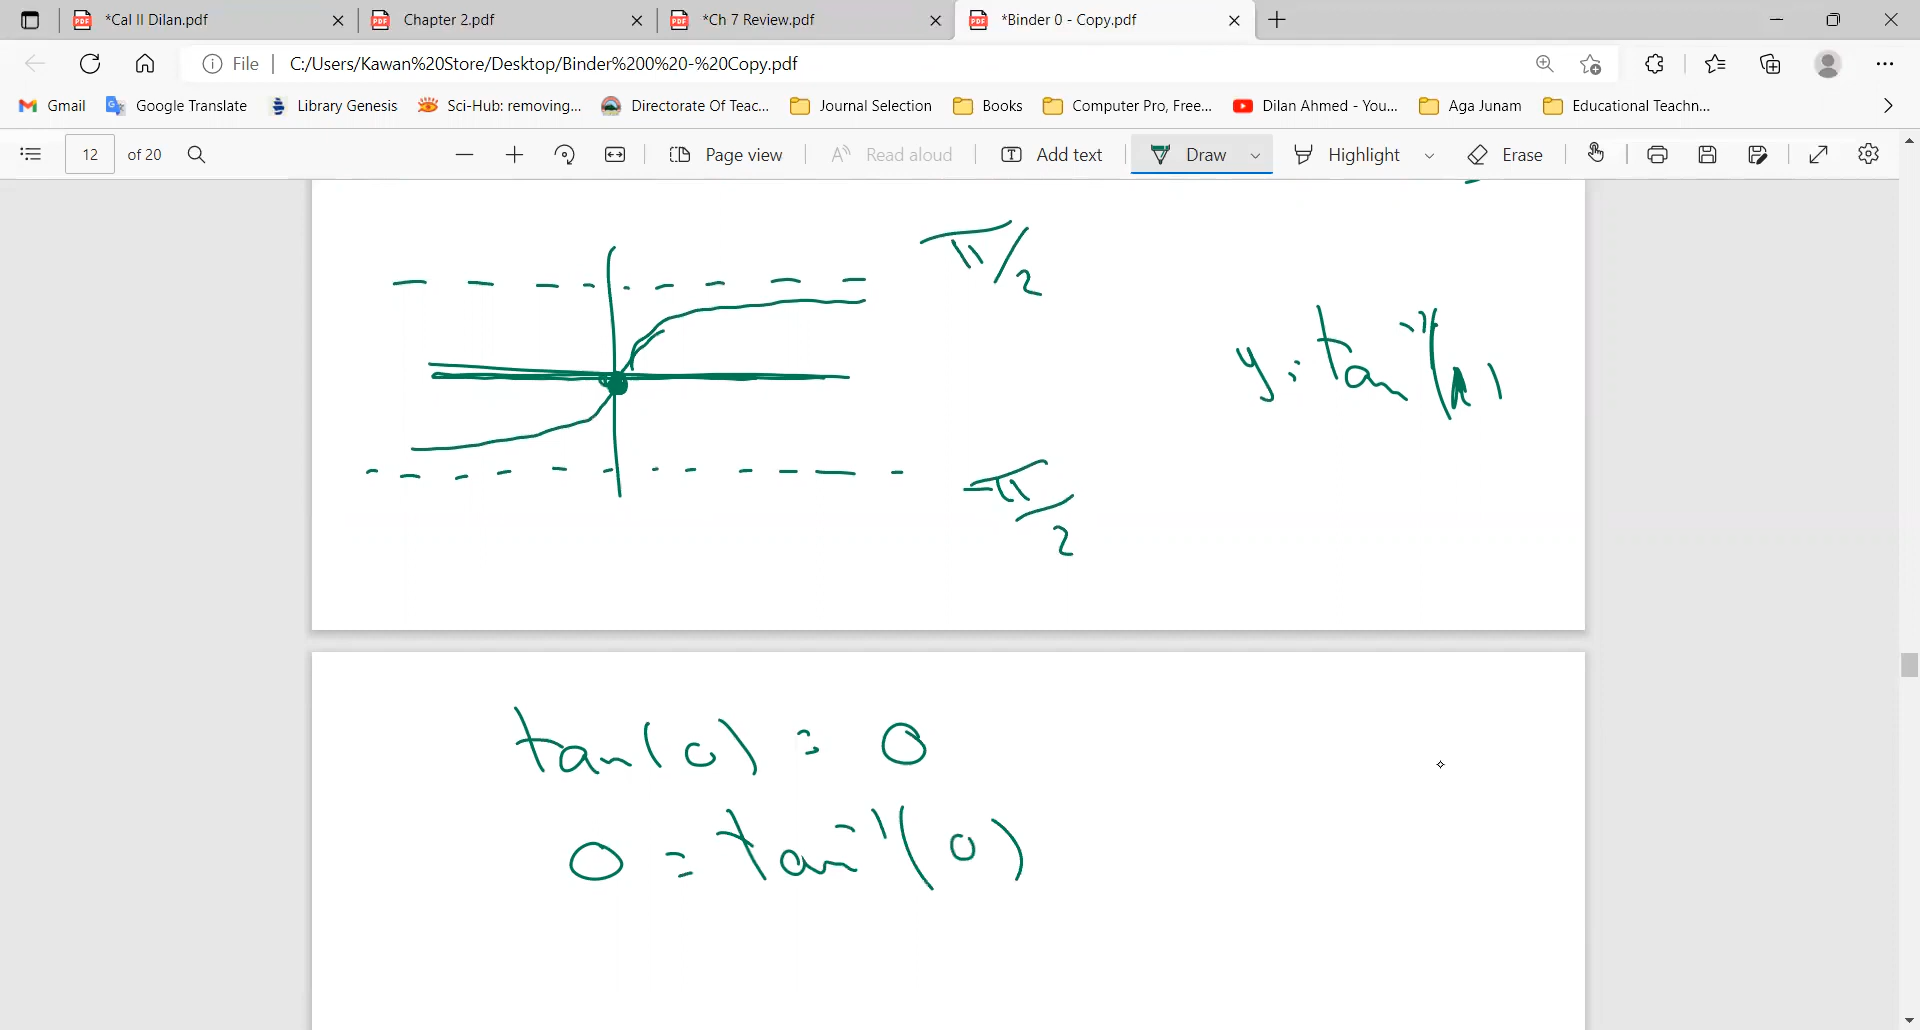 *Cal II Dilan.pdf
Chapter 2.pdf
*Ch 7 Review.pdf
*Binder 0 - Copy.pdf
File
C:/Users/Kawan%20Store/Desktop/Binder%200%20-%20Copy.pdf
Gmail
Google Translate
Library Genesis
Sci-Hub: removing...
Directorate Of Teac...
Journal Selection
Books
Computer Pro, Free...
Dilan Ahmed - You...
Aga Junam
Educational Teachn...
12 of 20
Page view
Read aloud
Add text
Draw
Highlight
Erase
π/2
y = tan⁻¹(x)
-π/2
tan(0) = 0
0 = tan⁻¹(0)